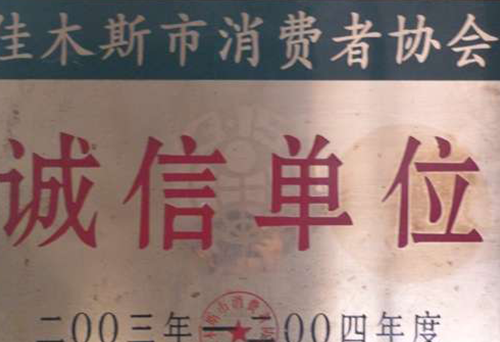 佳木斯市消费者协会
诚信单位
二00三年—二00四年度